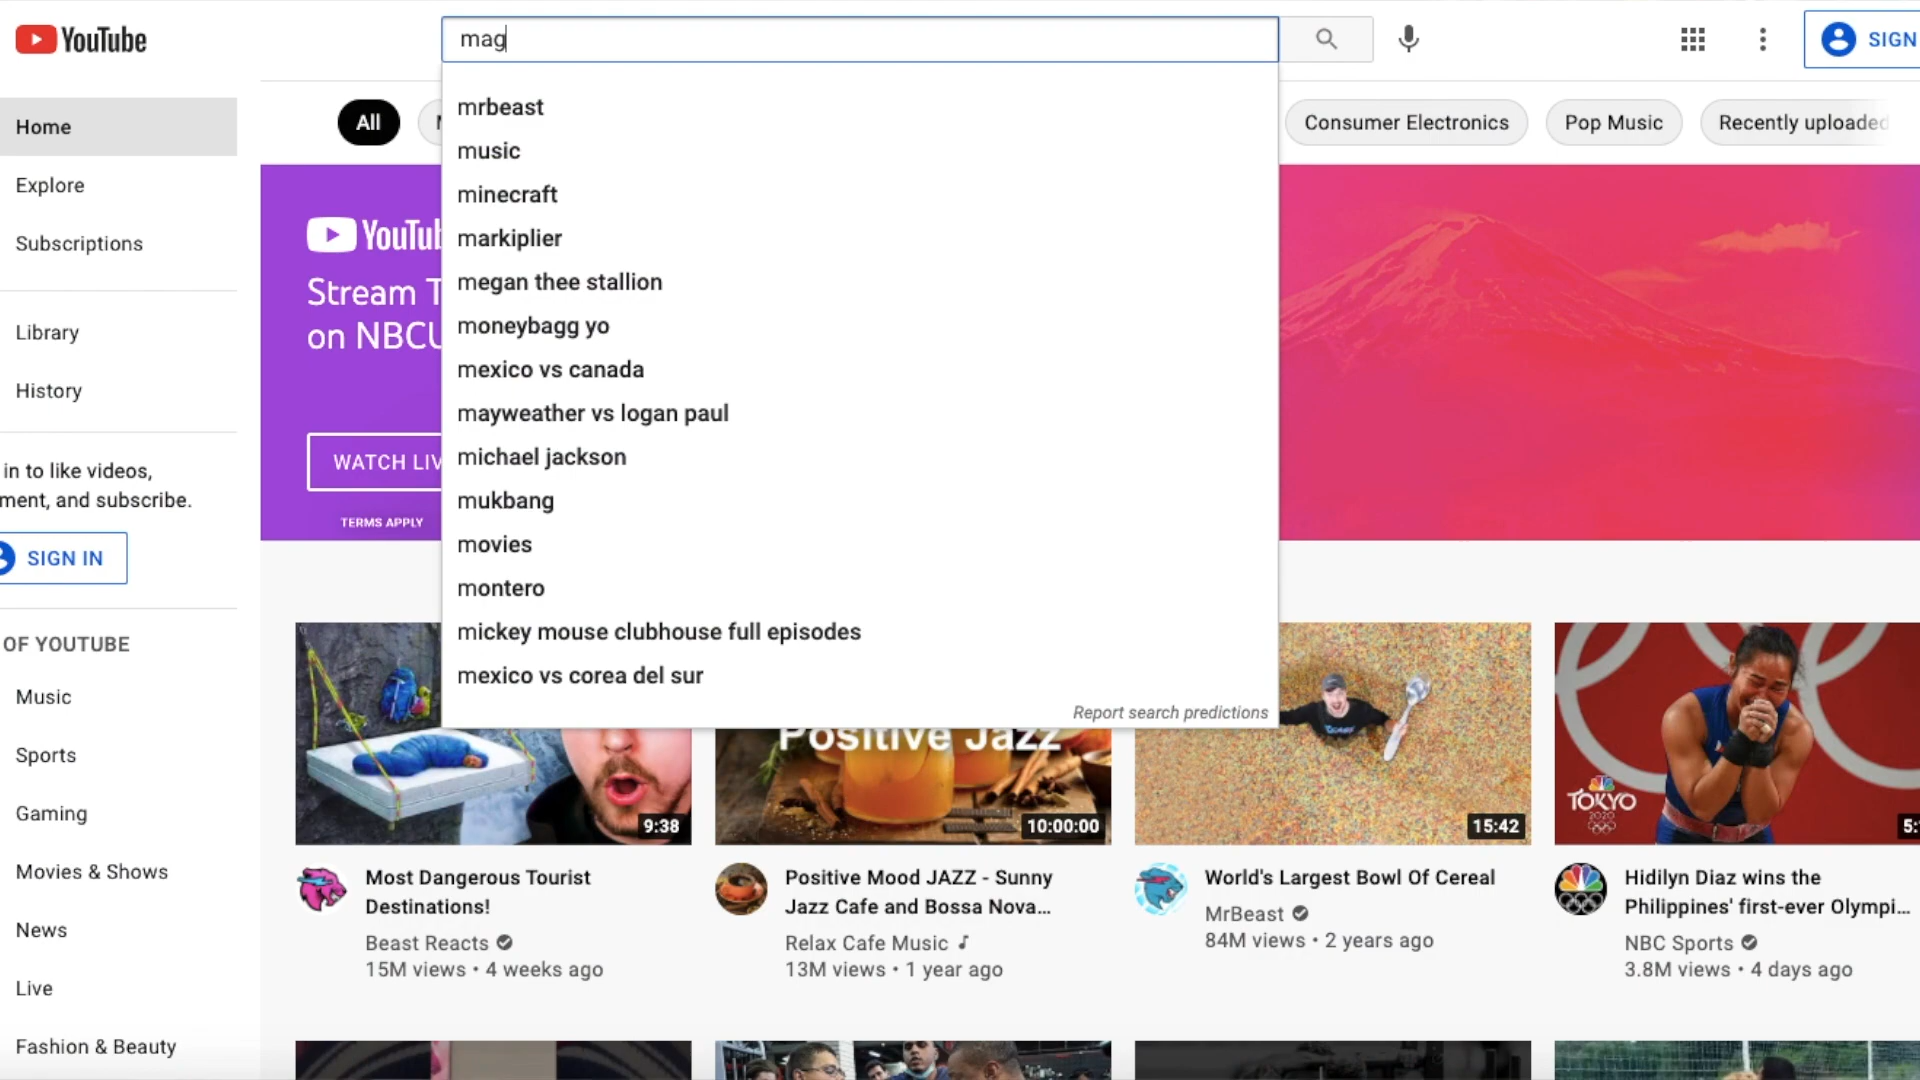 YouTube
mag
SIGN
Home
Explore
Subscriptions
Library
History
in to like videos,
ment, and subscribe.
SIGN IN
OF YOUTUBE
Music
Sports
Gaming
Movies & Shows
News
Live
Fashion & Beauty
All
Consumer Electronics
Pop Music
Recently uploaded
YouTub
Stream T
on NBCU
WATCH LIV
TERMS APPLY
mrbeast
music
minecraft
markiplier
megan thee stallion
moneybagg yo
mexico vs canada
mayweather vs logan paul
michael jackson
mukbang
movies
montero
mickey mouse clubhouse full episodes
mexico vs corea del sur
Report search predictions
9:38
Most Dangerous Tourist
Destinations!
Beast Reacts
15M views • 4 weeks ago
Positive Jazz
10:00:00
Positive Mood JAZZ - Sunny
Jazz Cafe and Bossa Nova...
Relax Cafe Music
13M views • 1 year ago
15:42
World's Largest Bowl Of Cereal
MrBeast
84M views • 2 years ago
TOKYO
2020
5:
Hidilyn Diaz wins the
Philippines' first-ever Olympi...
NBC Sports
3.8M views • 4 days ago